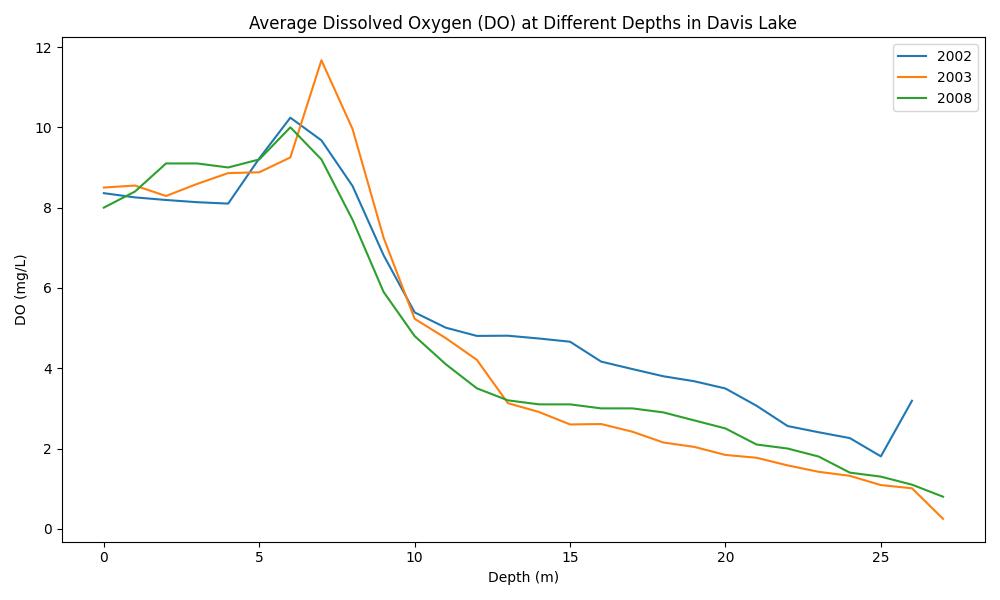 Average Dissolved Oxygen (DO) at Different Depths in Davis Lake
12
10
8
6
4
2
0
DO (mg/L)
2002
2003
2008
0 5 10 15 20 25
Depth (m)